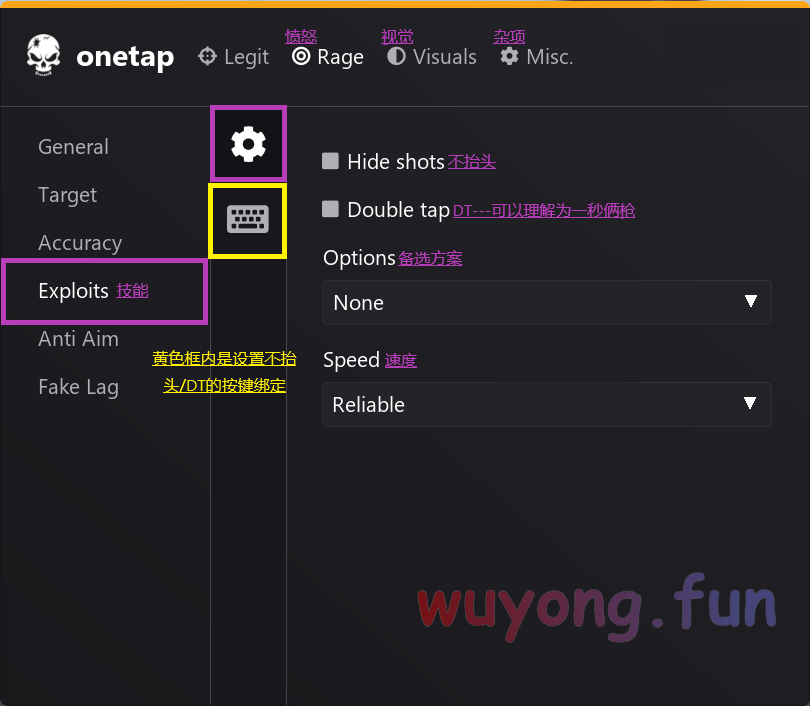 愤怒 视觉 杂项
onetap Legit Rage Visuals Misc.
General
Target
Accuracy
Exploits 技能
Anti Aim
Fake Lag
黄色框内是设置不抬
头/DT的按键绑定
Hide shots 不抬头
Double tap DT---可以理解为一秒俩枪
Options 备选方案
None
Speed 速度
Reliable
wuyong.fun